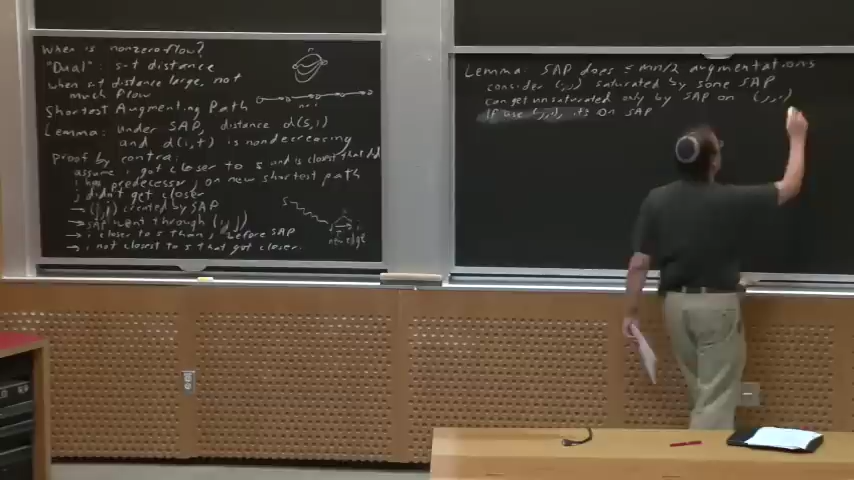 When is nonzero flow?
"Dual": s-t distance
when s-t distance large, not
much flow
Shortest Augmenting Path
Lemma: under SAP, distance d(s,i)
and d(i,t) is nondecreasing
proof by contra:
assume i got closer to s and is closest that did
i has predecessor j on new shortest path
j didn't get closer
→ (j,i) created by SAP
→ SAP went through (i,j)
→ i closer to s than j before SAP
→ i not closest to s that got closer.
s
new edge
Lemma: SAP does ≤ mn/2 augmentations
consider (i,j) saturated by some SAP
can get unsaturated only by SAP on (j,i)
if use (j,i), it's on SAP